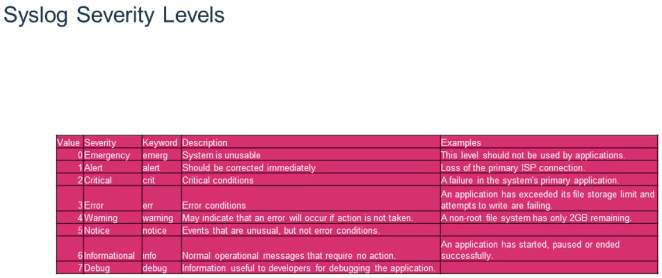 Syslog Severity Levels
Value Severity Keyword Description Examples
0 Emergency emerg System is unusable This level should not be used by applications.
1 Alert alert Should be corrected immediately Loss of the primary ISP connection.
2 Critical crit Critical conditions A failure in the system's primary application.
An application has exceeded its file storage limit and
3 Error err Error conditions attempts to write are failing.
4 Warning warning May indicate that an error will occur if action is not taken. A non-root file system has only 2GB remaining.
5 Notice notice Events that are unusual, but not error conditions.
An application has started, paused or ended
6 Informational info Normal operational messages that require no action. successfully.
7 Debug debug Information useful to developers for debugging the application.